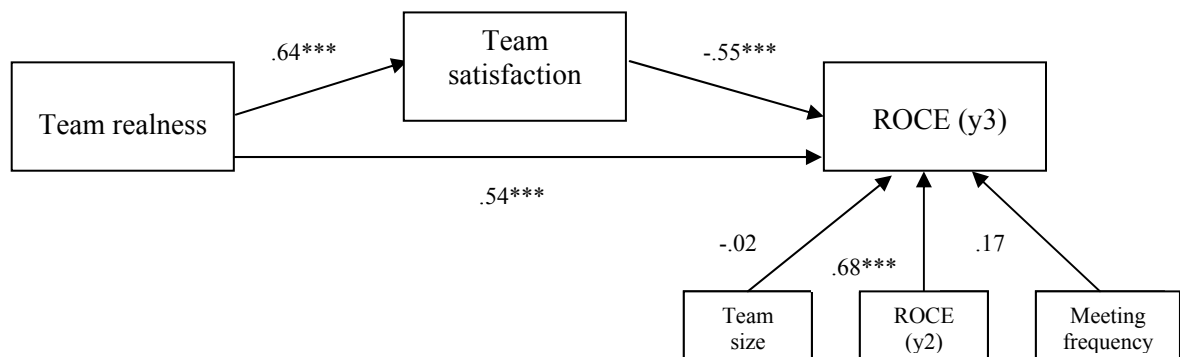 .64***
Team
satisfaction
-.55***
Team realness
ROCE (y3)
.54***
-.02
.68***
.17
Team
size
ROCE
(y2)
Meeting
frequency